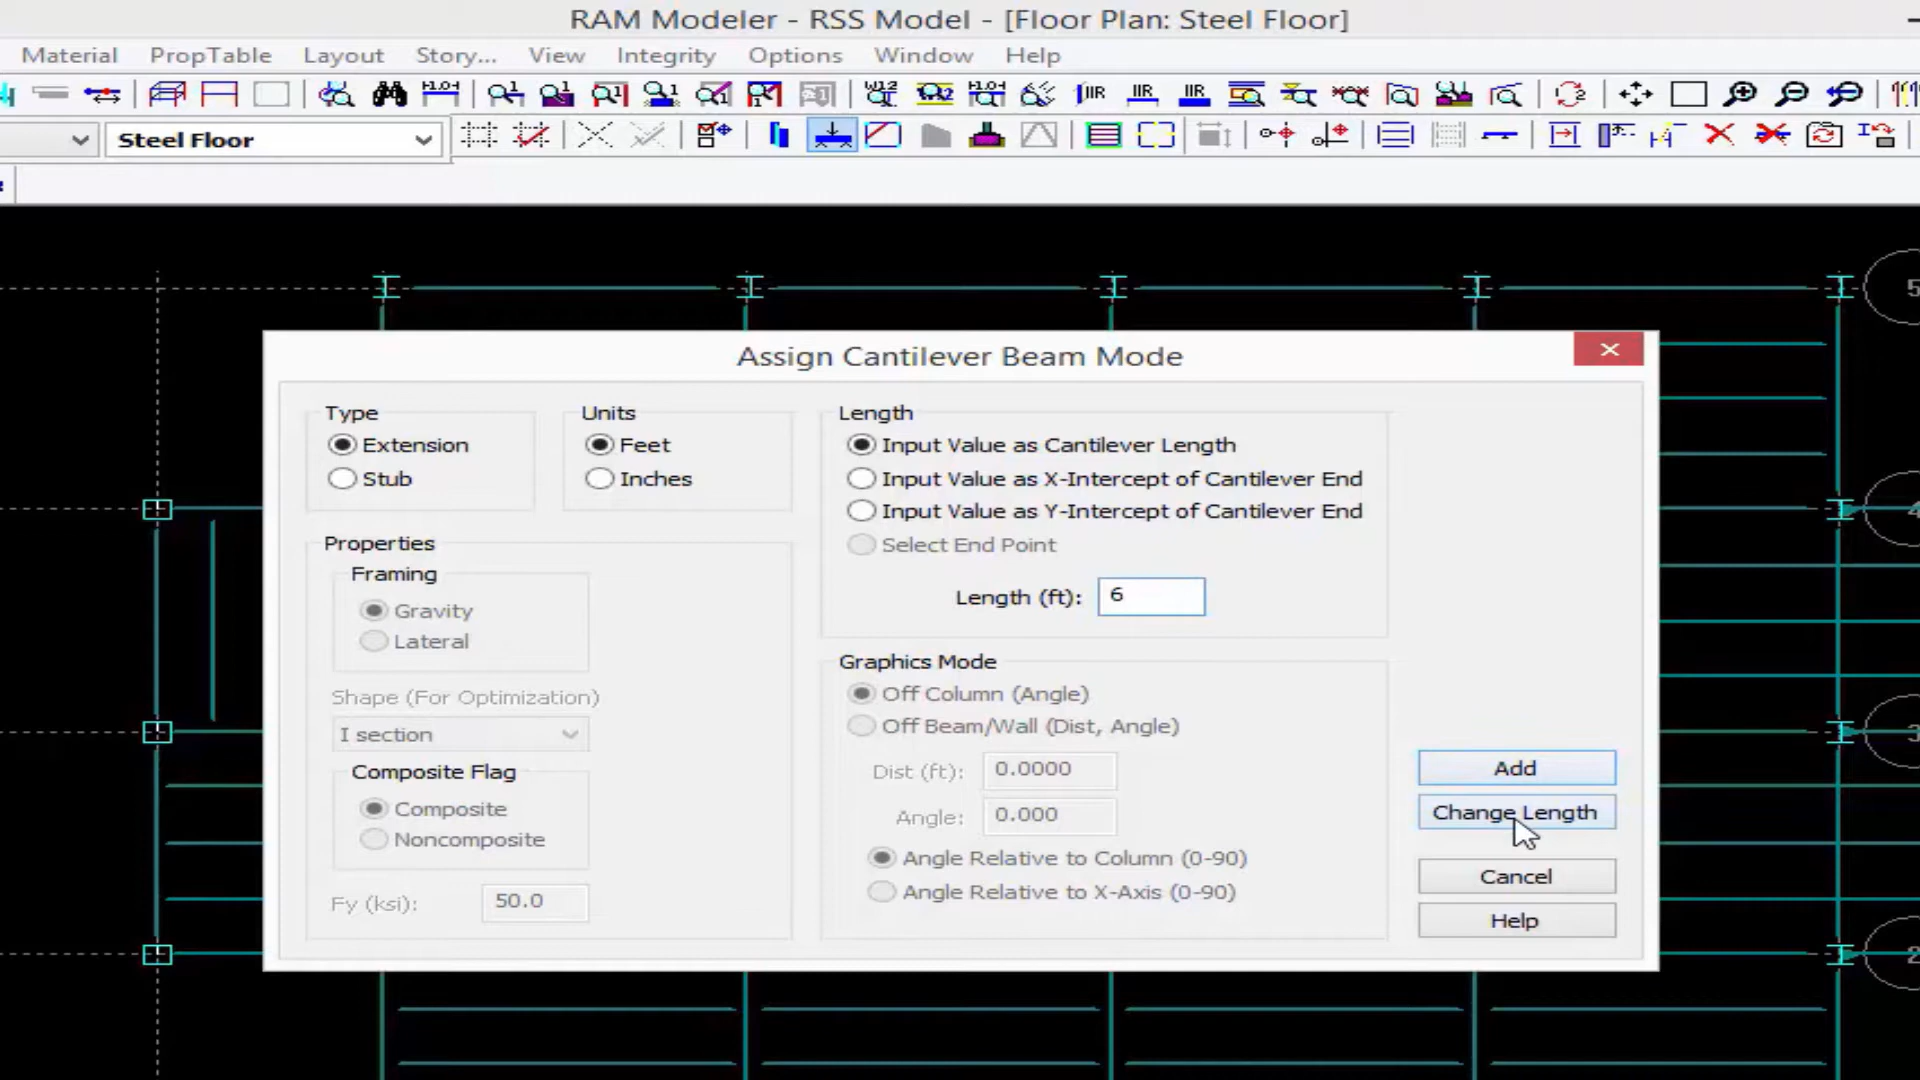 RAM Modeler - RSS Model - [Floor Plan: Steel Floor]
Material PropTable Layout Story... View Integrity Options Window Help
Steel Floor
5
Assign Cantilever Beam Mode
Type
Extension
Stub
Units
Feet
Inches
Length
Input Value as Cantilever Length
Input Value as X-Intercept of Cantilever End
Input Value as Y-Intercept of Cantilever End
Select End Point
Length (ft): 6
Properties
Framing
Gravity
Lateral
Shape (For Optimization)
I section
Composite Flag
Composite
Noncomposite
Fy (ksi): 50.0
Graphics Mode
Off Column (Angle)
Off Beam/Wall (Dist, Angle)
Dist (ft): 0.0000
Angle: 0.000
Angle Relative to Column (0-90)
Angle Relative to X-Axis (0-90)
Add
Change Length
Cancel
Help
4
3
2